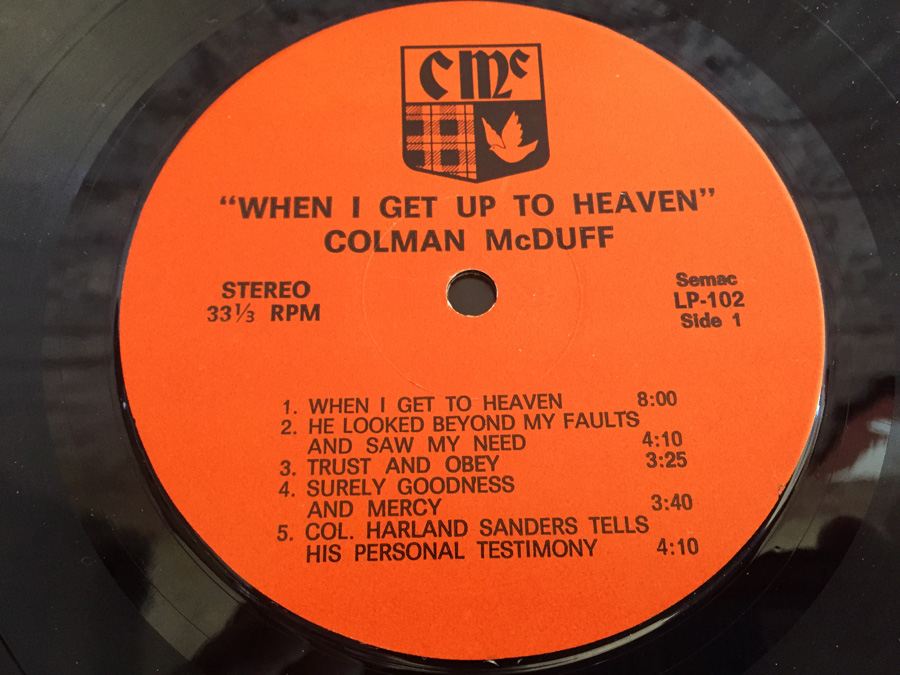 CMc
"WHEN I GET UP TO HEAVEN"
COLMAN McDUFF
STEREO
33⅓ RPM
Semac
LP-102
Side 1
1. WHEN I GET TO HEAVEN 8:00
2. HE LOOKED BEYOND MY FAULTS
AND SAW MY NEED 4:10
3. TRUST AND OBEY 3:25
4. SURELY GOODNESS
AND MERCY 3:40
5. COL. HARLAND SANDERS TELLS
HIS PERSONAL TESTIMONY 4:10